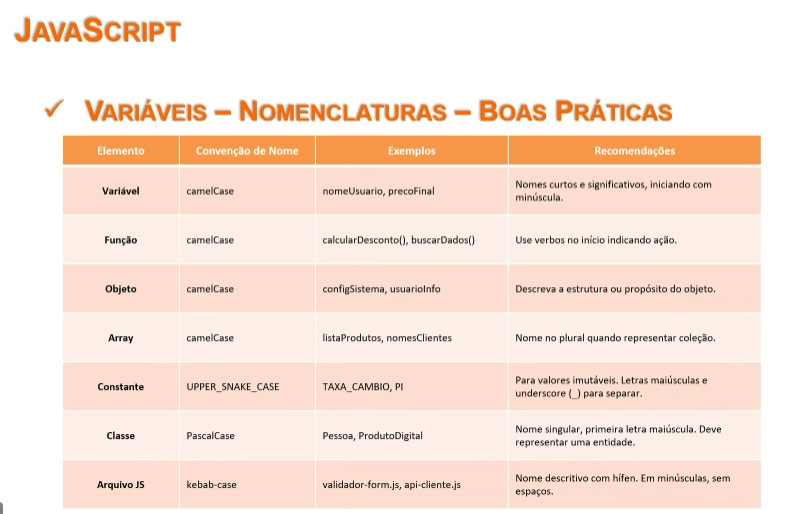 JAVASCRIPT
✓ VARIÁVEIS – NOMENCLATURAS – BOAS PRÁTICAS
Elemento Convenção de Nome Exemplos Recomendações
Variável camelCase nomeUsuario, precoFinal Nomes curtos e significativos, iniciando com
minúscula.
Função camelCase calcularDesconto(), buscarDados() Use verbos no início indicando ação.
Objeto camelCase configSistema, usuarioInfo Descreva a estrutura ou propósito do objeto.
Array camelCase listaProdutos, nomesClientes Nome no plural quando representar coleção.
Constante UPPER_SNAKE_CASE TAXA_CAMBIO, PI Para valores imutáveis. Letras maiúsculas e
underscore (_) para separar.
Classe PascalCase Pessoa, ProdutoDigital Nome singular, primeira letra maiúscula. Deve
representar uma entidade.
Arquivo JS kebab-case validador-form.js, api-cliente.js Nome descritivo com hífen. Em minúsculas, sem
espaços.